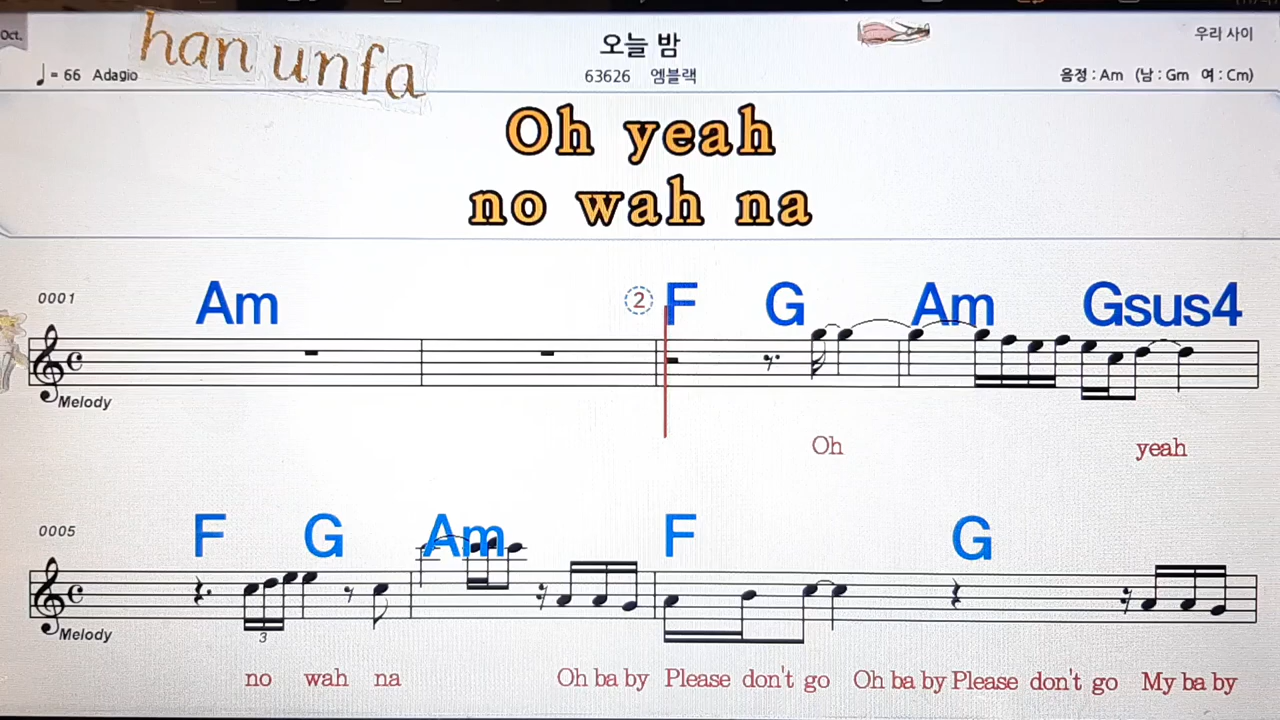 Oct.
han unfa
오늘 밤
우리 사이
♩ = 66 Adagio
63626 엠블랙
음정 : Am (남 : Gm 여 : Cm)
Oh yeah
no wah na
0001 Am 2 F G Am Gsus4
Melody
Oh yeah
0005 F G Am F G
3
Melody
no wah na Oh ba by Please don't go Oh ba by Please don't go My ba by